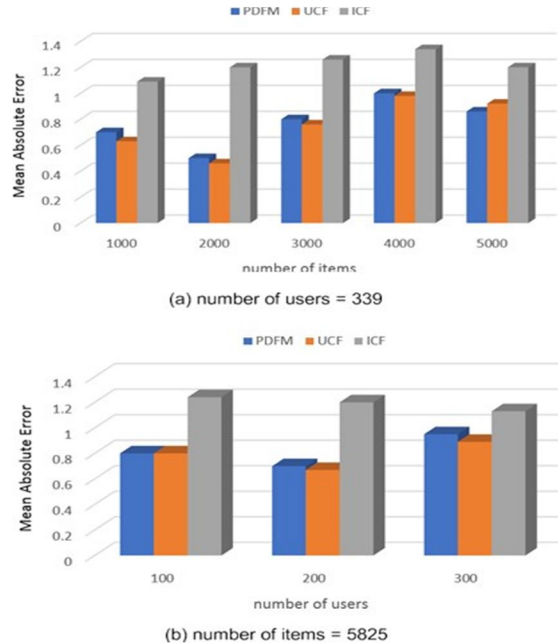 PDFM UCF ICF
1.4
1.2
1
0.8
0.6
0.4
0.2
0
Mean Absolute Error
1000 2000 3000 4000 5000
number of items
(a) number of users = 339
PDFM UCF ICF
1.4
1.2
1
0.8
0.6
0.4
0.2
0
Mean Absolute Error
100 200 300
number of users
(b) number of items = 5825